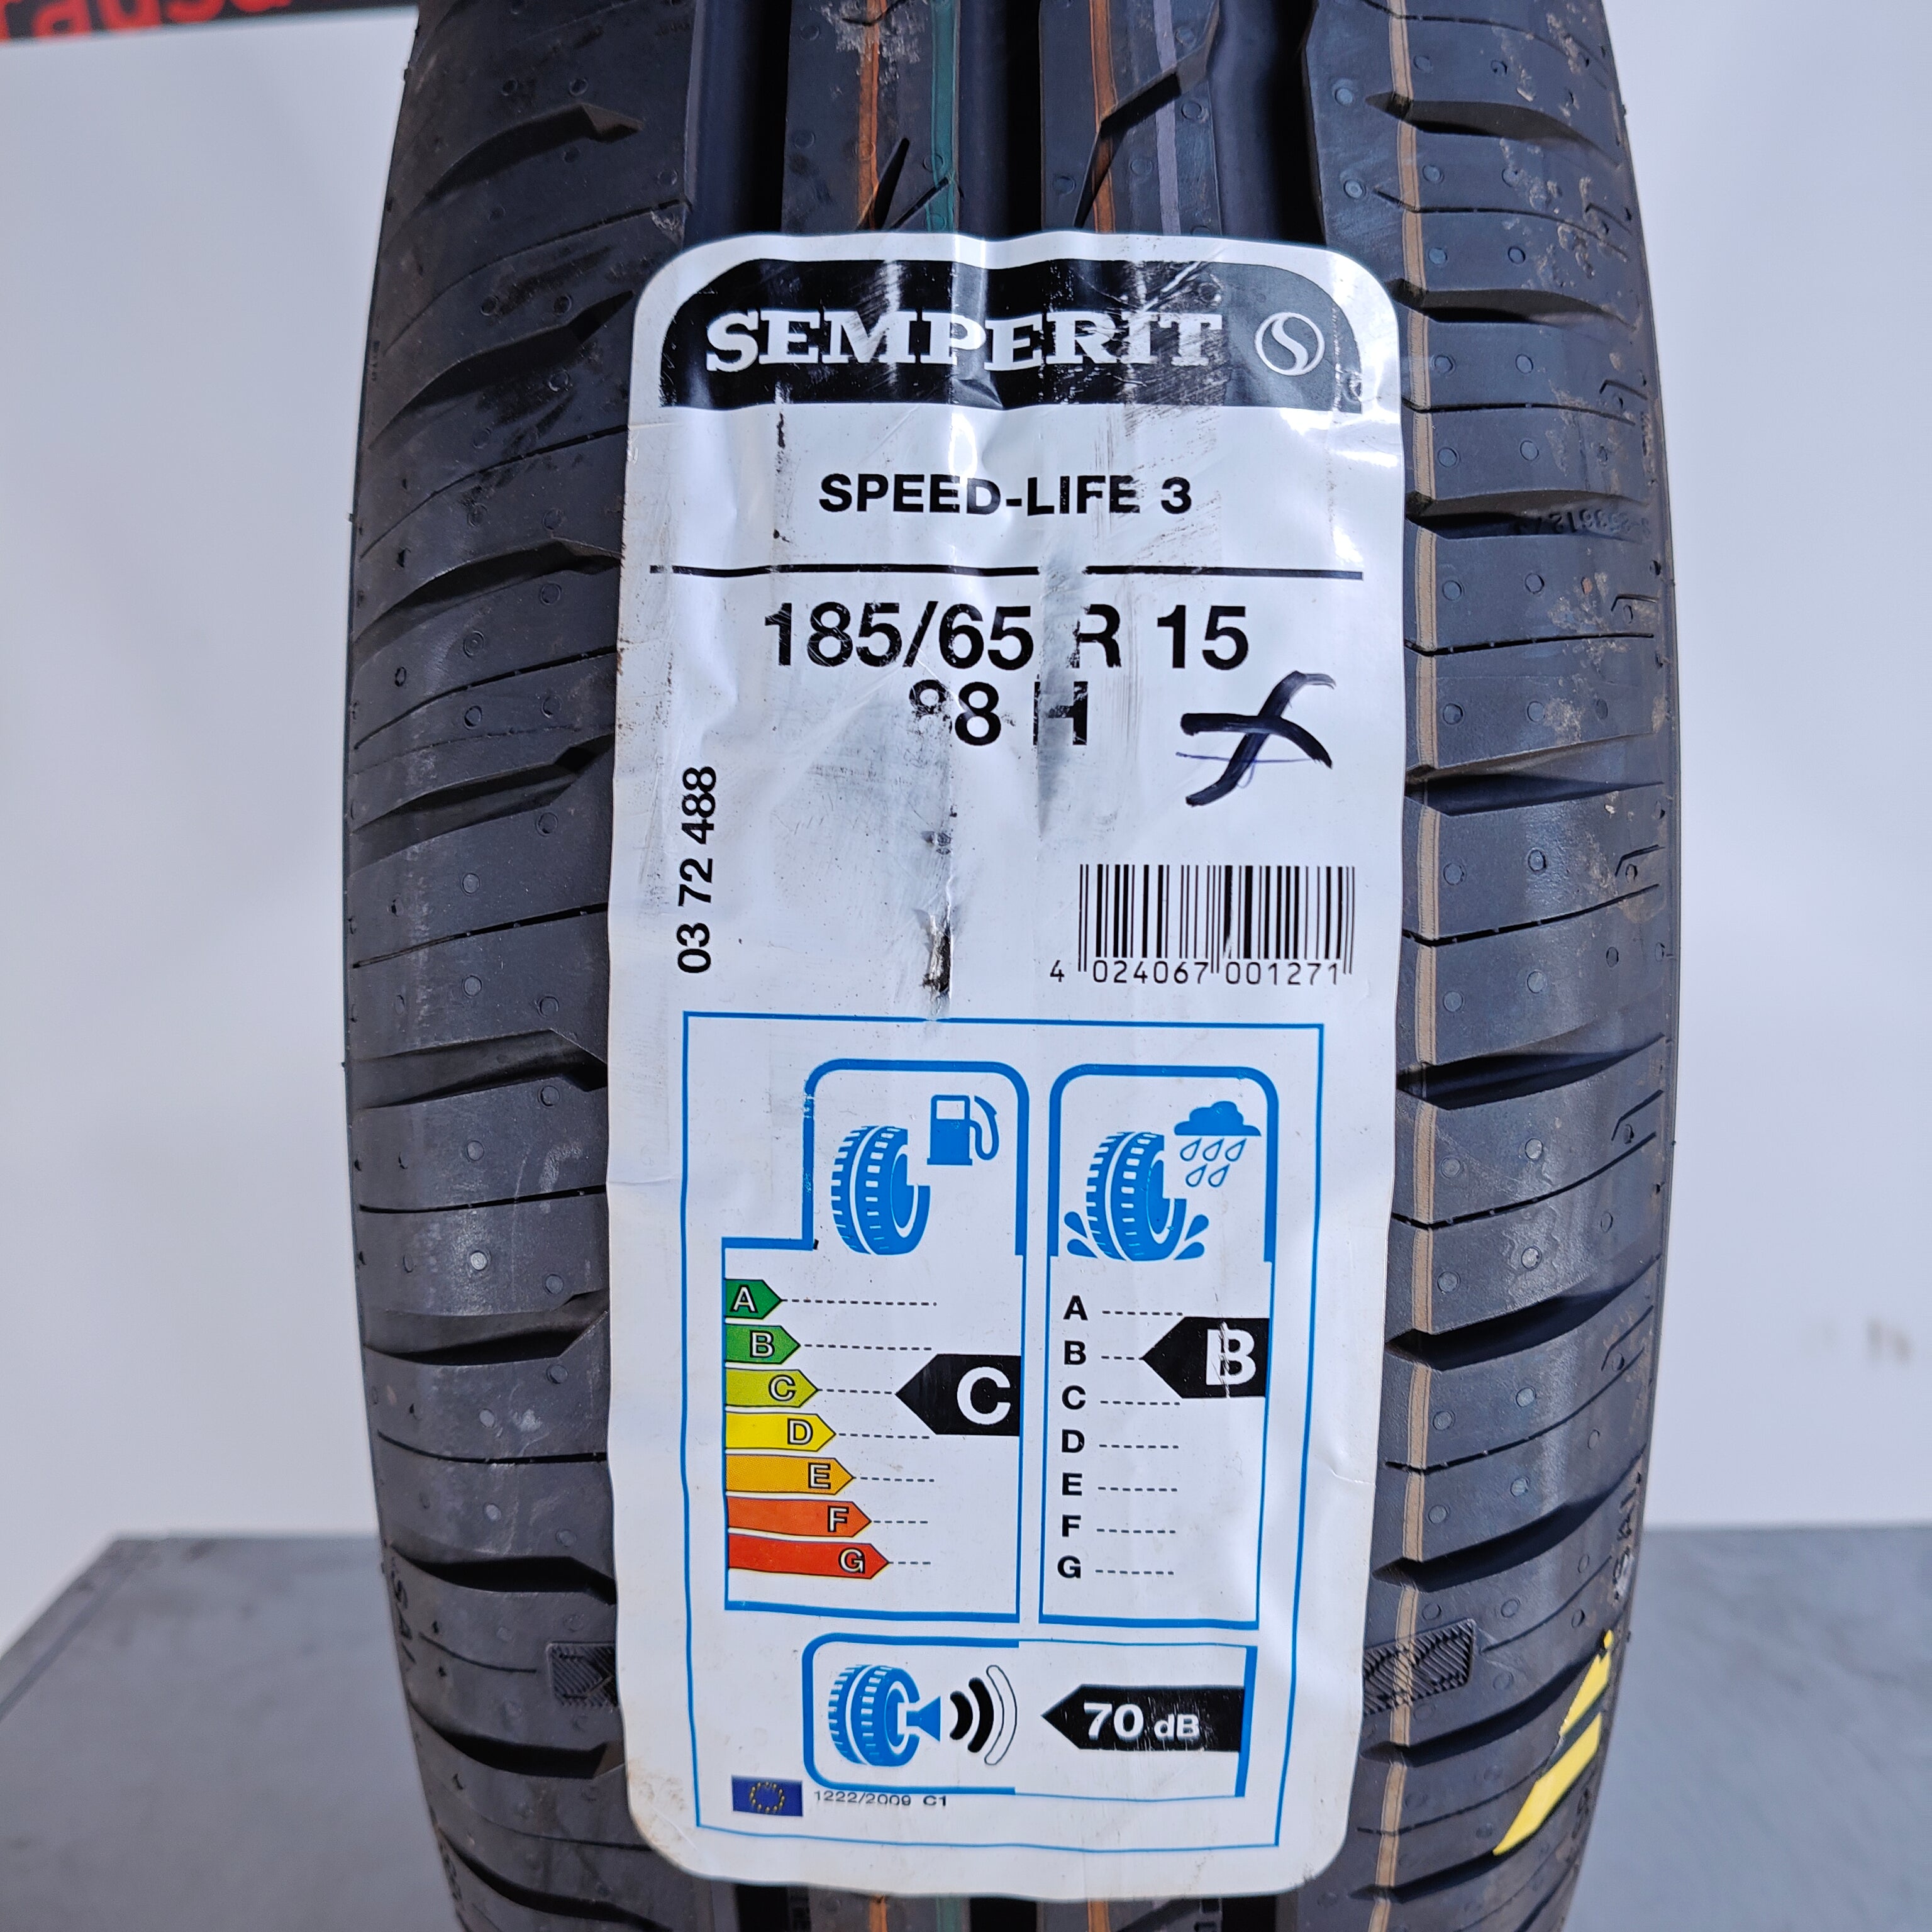 SEMPERIT
SPEED-LIFE 3
185/65 R 15
88 H
03 72 488
4 024067 001271
A
B
C
D
E
F
G
C
A
B
C
D
E
F
G
B
70 dB
1222/2009 C1